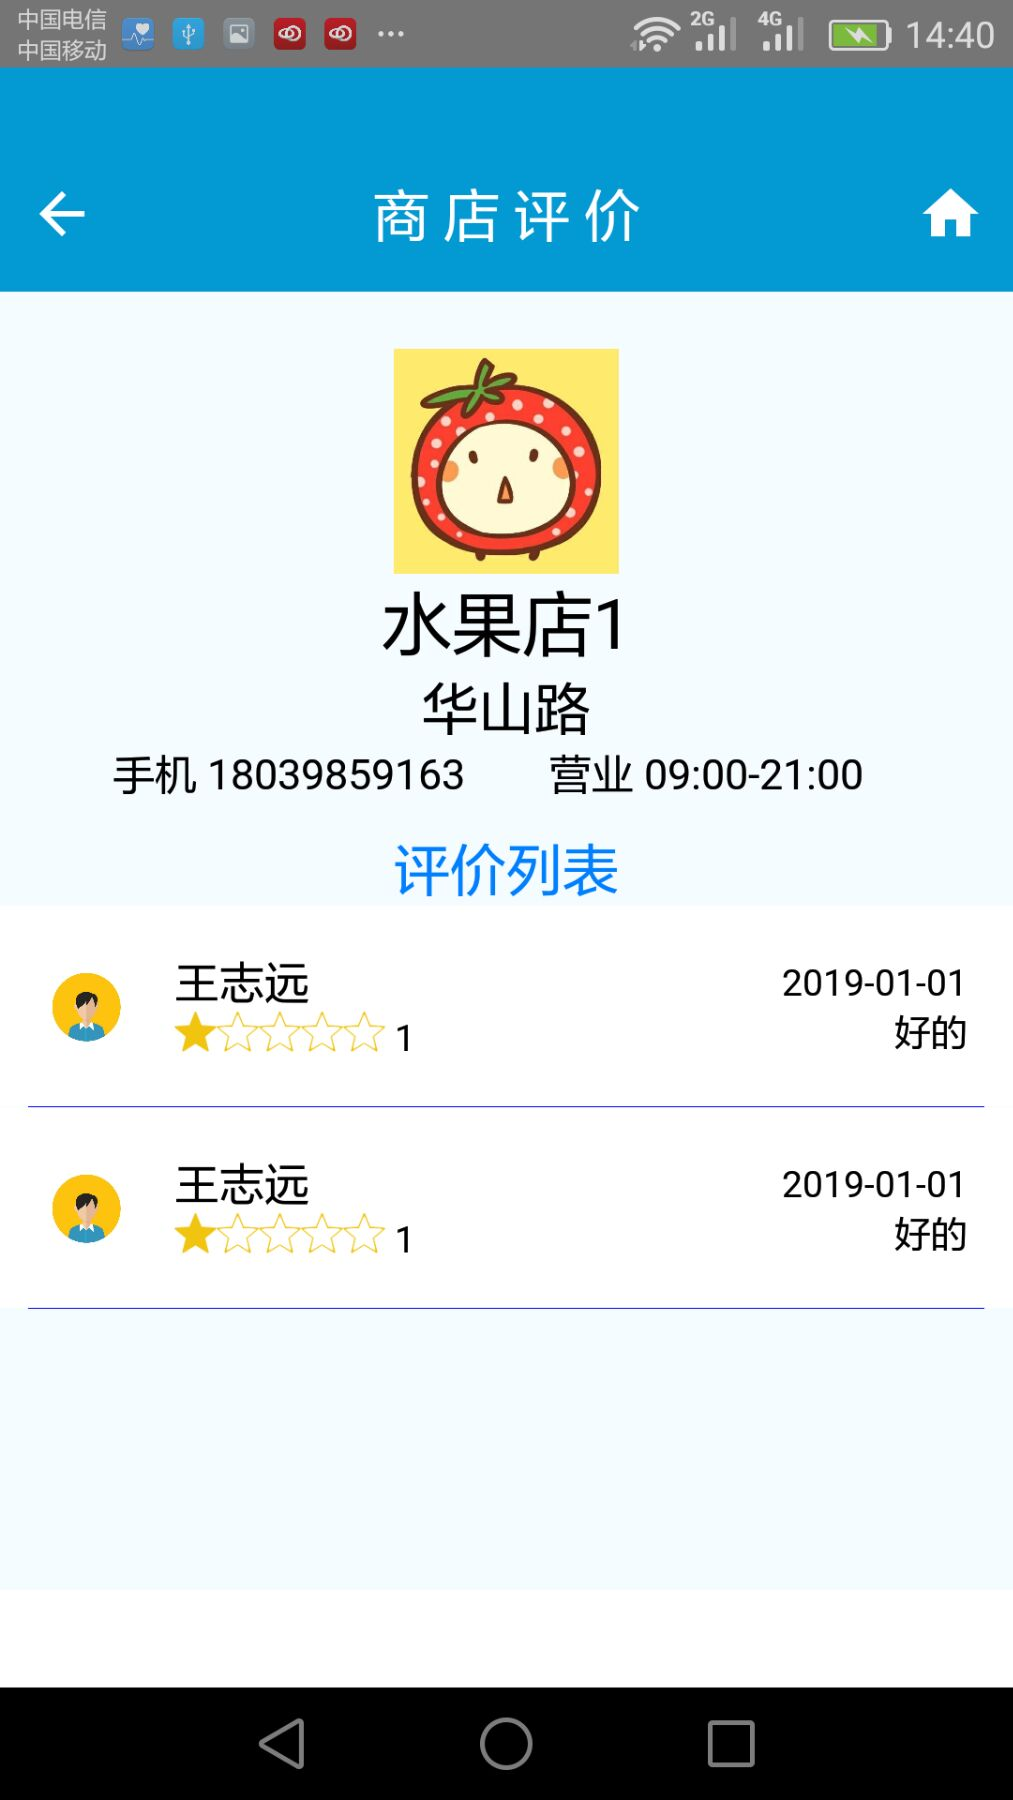 中国电信
中国移动
2G 4G 14:40
商店评价
水果店1
华山路
手机 18039859163 营业 09:00-21:00
评价列表
王志远 2019-01-01
1 好的
王志远 2019-01-01
1 好的